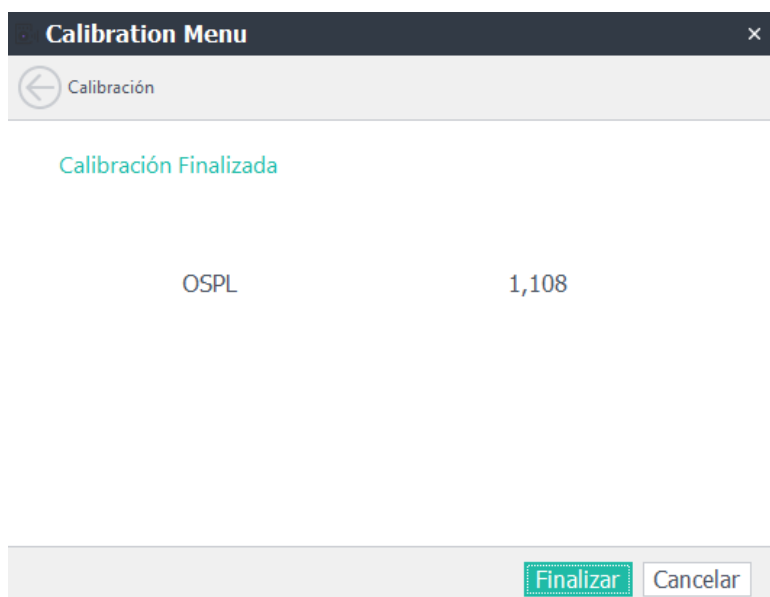 Calibration Menu ×
Calibración
Calibración Finalizada
OSPL 1,108
Finalizar Cancelar